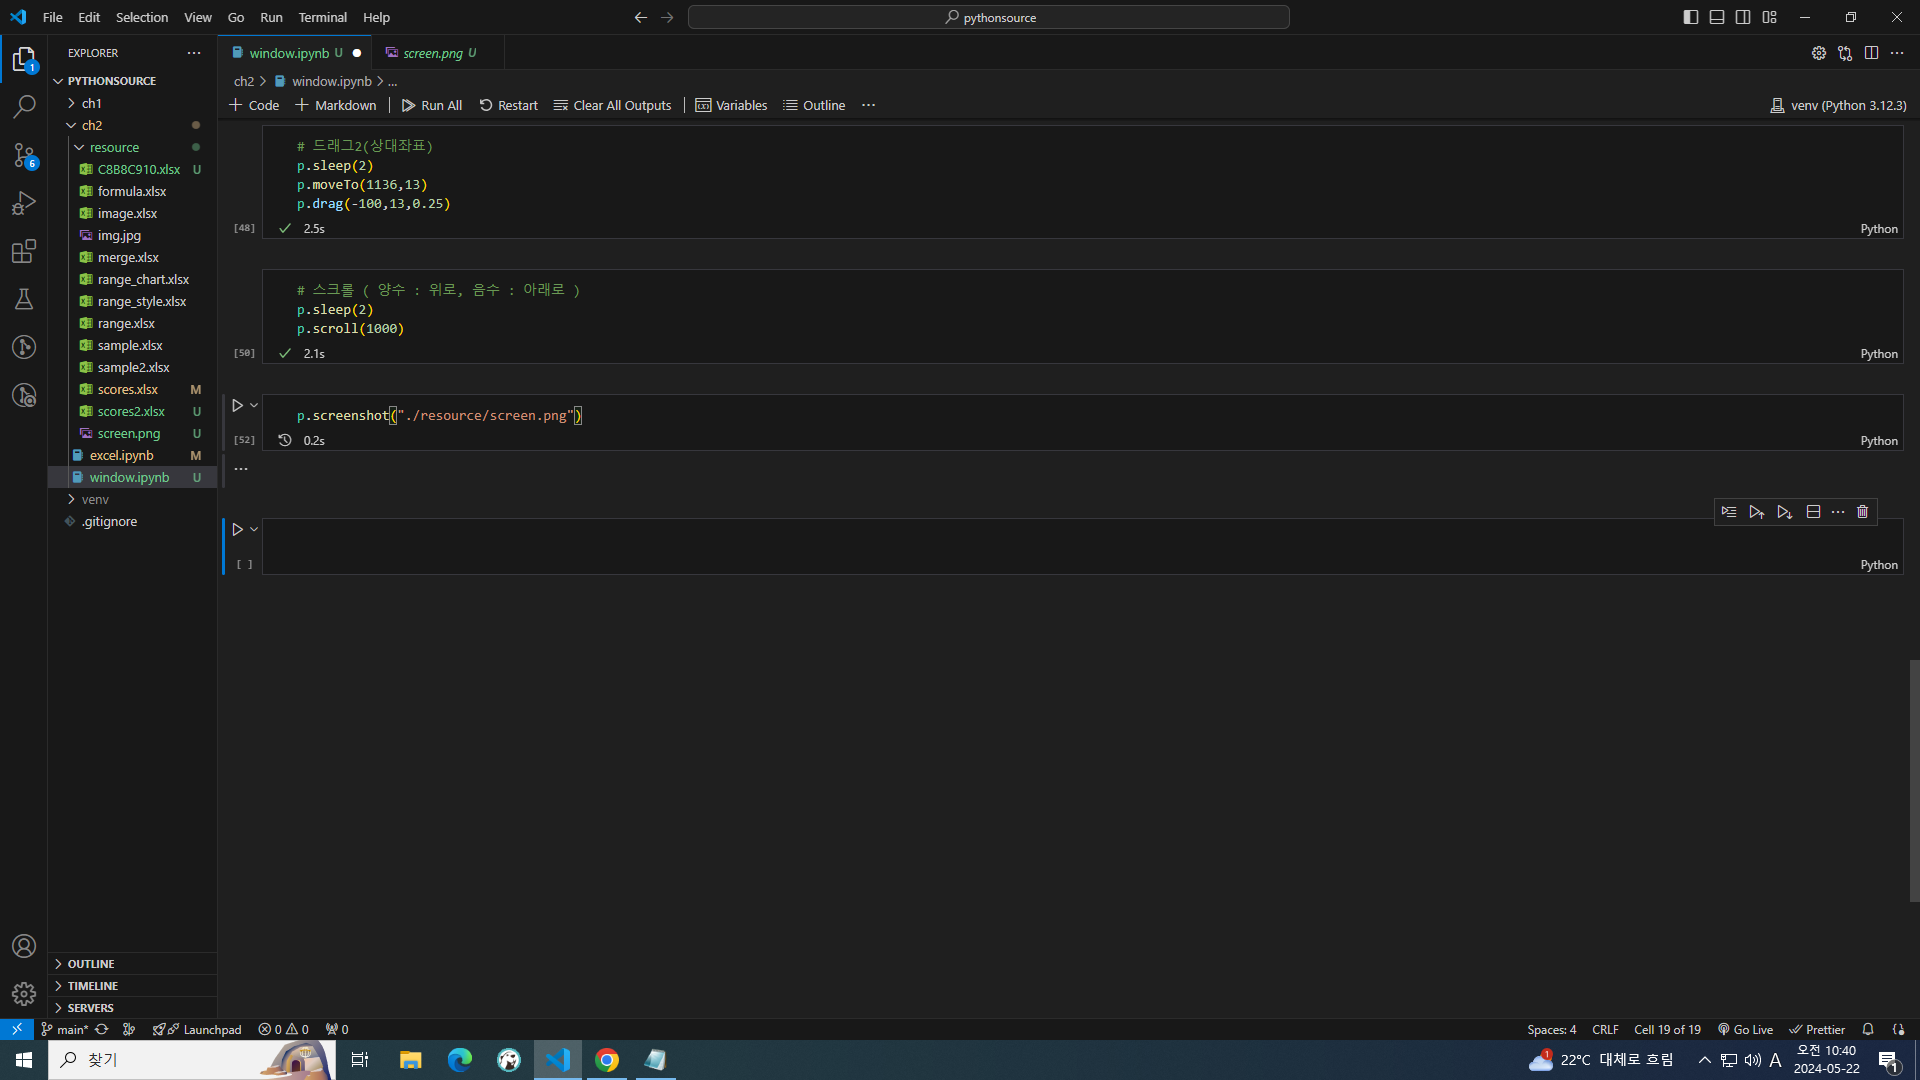 File Edit Selection View Go Run Terminal Help
pythonsource
EXPLORER
1
6
PYTHONSOURCE
ch1
ch2
resource
C8B8C910.xlsx U
formula.xlsx
image.xlsx
img.jpg
merge.xlsx
range_chart.xlsx
range_style.xlsx
range.xlsx
sample.xlsx
sample2.xlsx
scores.xlsx M
scores2.xlsx U
screen.png U
excel.ipynb M
window.ipynb U
venv
.gitignore
OUTLINE
TIMELINE
SERVERS
window.ipynb U
screen.png U
ch2 > window.ipynb > ...
Code Markdown Run All Restart Clear All Outputs Variables Outline ...
venv (Python 3.12.3)
# 드래그2(상대좌표)
p.sleep(2)
p.moveTo(1136,13)
p.drag(-100,13,0.25)
[48] 2.5s Python
# 스크롤 ( 양수 : 위로, 음수 : 아래로 )
p.sleep(2)
p.scroll(1000)
[50] 2.1s Python
p.screenshot("./resource/screen.png")
[52] 0.2s Python
...
[ ] Python
main* Launchpad 0 0 0
Spaces: 4 CRLF Cell 19 of 19 Go Live Prettier
찾기
1 22°C 대체로 흐림 A
오전 10:40
2024-05-22
1